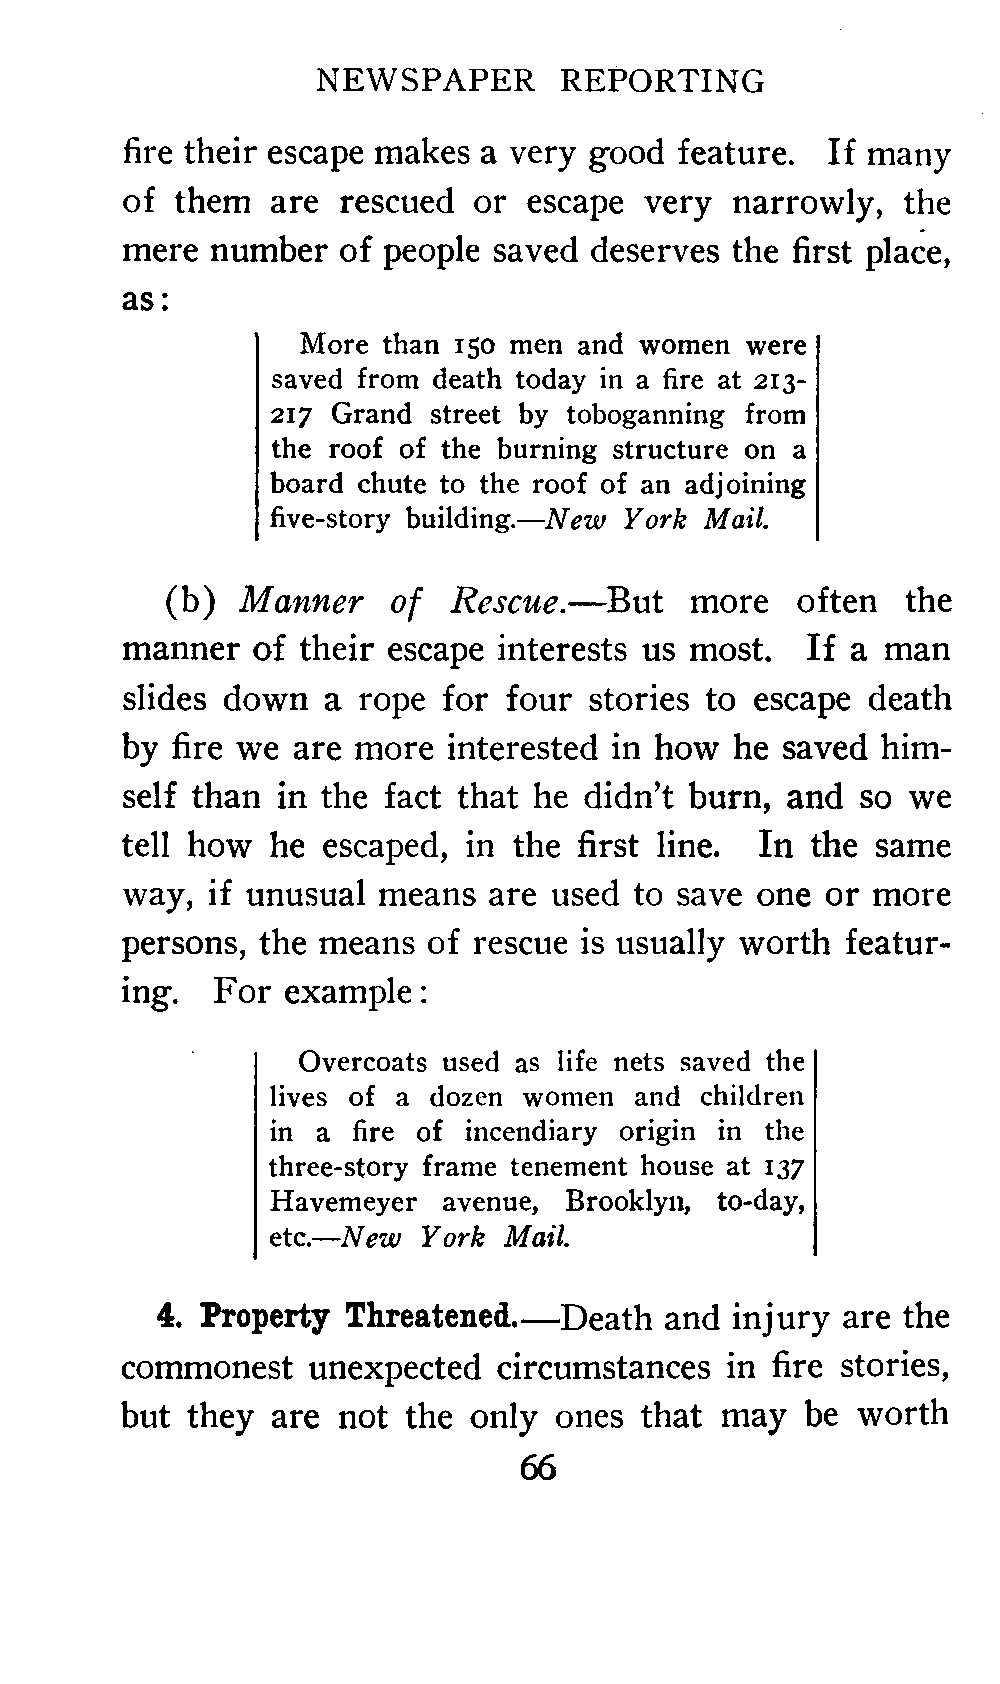 NEWSPAPER REPORTING
fire their escape makes a very good feature. If many
of them are rescued or escape very narrowly, the
mere number of people saved deserves the first place,
as:
More than 150 men and women were
saved from death today in a fire at 213-
217 Grand street by toboganning from
the roof of the burning structure on a
board chute to the roof of an adjoining
five-story building.—New York Mail.
(b) Manner of Rescue.—But more often the
manner of their escape interests us most. If a man
slides down a rope for four stories to escape death
by fire we are more interested in how he saved him-
self than in the fact that he didn't burn, and so we
tell how he escaped, in the first line. In the same
way, if unusual means are used to save one or more
persons, the means of rescue is usually worth featur-
ing. For example:
Overcoats used as life nets saved the
lives of a dozen women and children
in a fire of incendiary origin in the
three-story frame tenement house at 137
Havemeyer avenue, Brooklyn, to-day,
etc.—New York Mail.
4. Property Threatened.—Death and injury are the
commonest unexpected circumstances in fire stories,
but they are not the only ones that may be worth
66